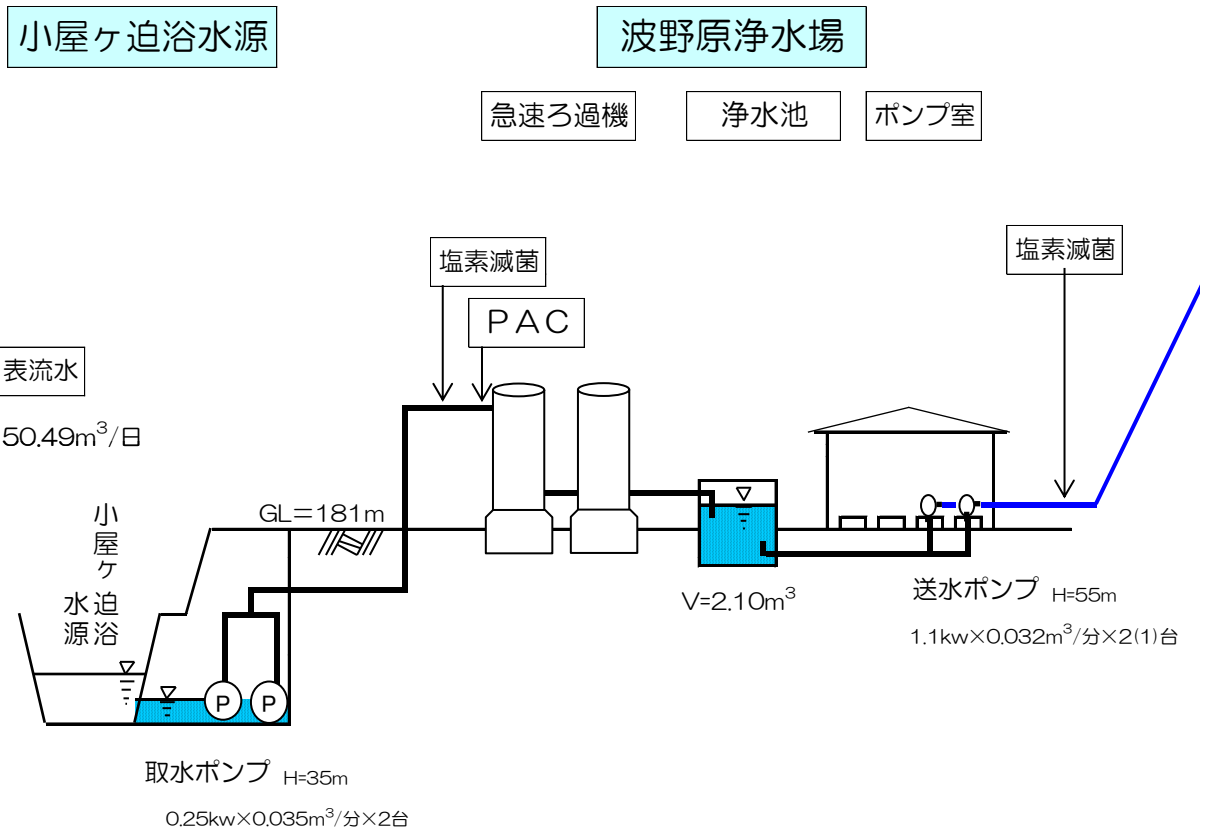 小屋ヶ迫浴水源
波野原浄水場
急速ろ過機
浄水池
ポンプ室
塩素滅菌
塩素滅菌
PAC
表流水
50.49m³/日
小屋ヶ迫浴
水源
GL=181m
V=2.10m³
送水ポンプ H=55m
1.1kw×0.032m³/分×2(1)台
P P
取水ポンプ H=35m
0.25kw×0.035m³/分×2台